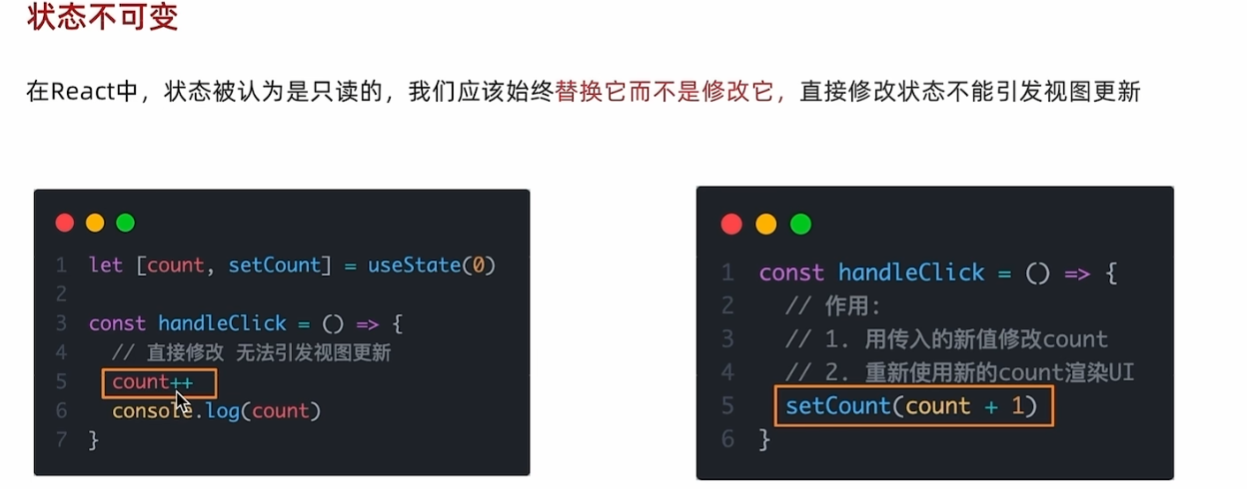 状态不可变
在React中，状态被认为是只读的，我们应该始终替换它而不是修改它，直接修改状态不能引发视图更新
1 let [count, setCount] = useState(0)
2
3 const handleClick = () => {
4 // 直接修改 无法引发视图更新
5 count++
6 console.log(count)
7 }
1 const handleClick = () => {
2 // 作用：
3 // 1. 用传入的新值修改count
4 // 2. 重新使用新的count渲染UI
5 setCount(count + 1)
6 }